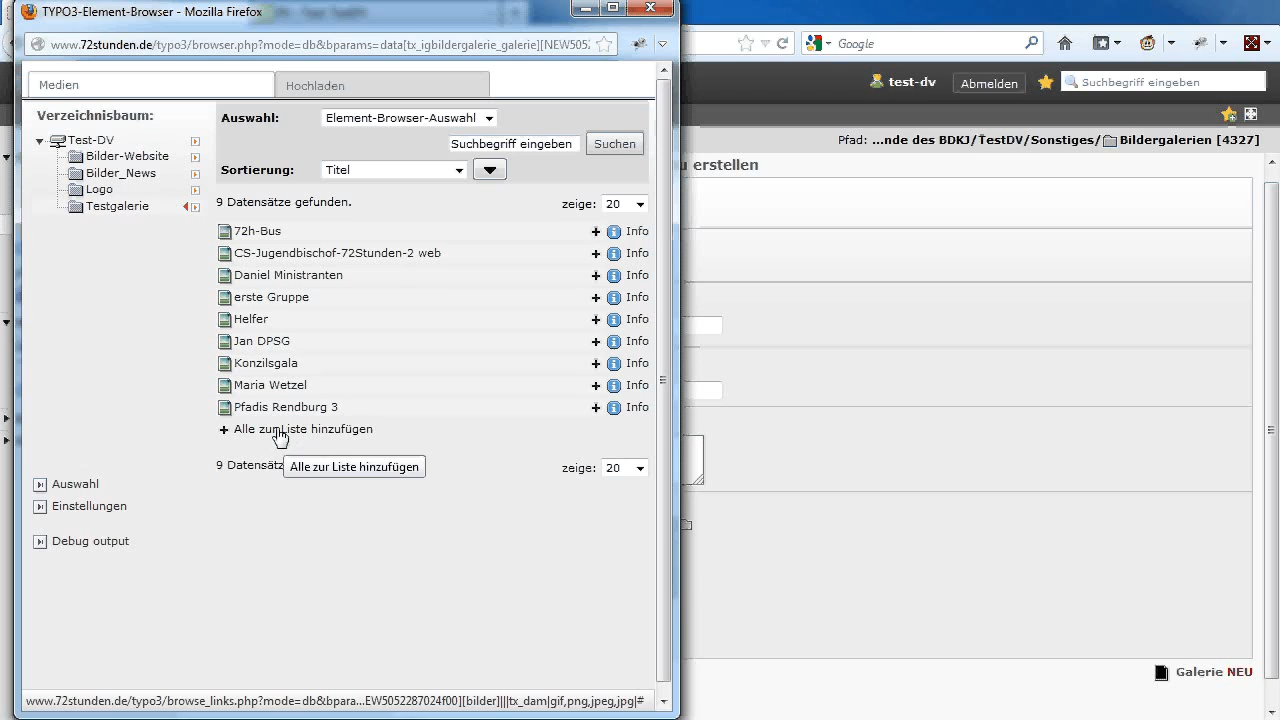 TYPO3-Element-Browser - Mozilla Firefox
www.72stunden.de/typo3/browser.php?mode=db&bparams=data[tx_igbildergalerie_galerie][NEW5052
Google
Medien
Hochladen
test-dv
Abmelden
Suchbegriff eingeben
Verzeichnisbaum:
Test-DV
Bilder-Website
Bilder_News
Logo
Testgalerie
Auswahl:
Element-Browser-Auswahl
Suchbegriff eingeben
Suchen
Sortierung:
Titel
Pfad: ...nde des BDKJ/TestDV/Sonstiges/ Bildergalerien [4327]
u erstellen
9 Datensätze gefunden.
zeige: 20
72h-Bus + Info
CS-Jugendbischof-72Stunden-2 web + Info
Daniel Ministranten + Info
erste Gruppe + Info
Helfer + Info
Jan DPSG + Info
Konzilsgala + Info
Maria Wetzel + Info
Pfadis Rendburg 3 + Info
+ Alle zur Liste hinzufügen
9 Datensätz
Alle zur Liste hinzufügen
zeige: 20
Auswahl
Einstellungen
Debug output
Galerie NEU
www.72stunden.de/typo3/browse_links.php?mode=db&bpara...EW5052287024f00][bilder]|||tx_dam|gif,png,jpeg,jpg|#